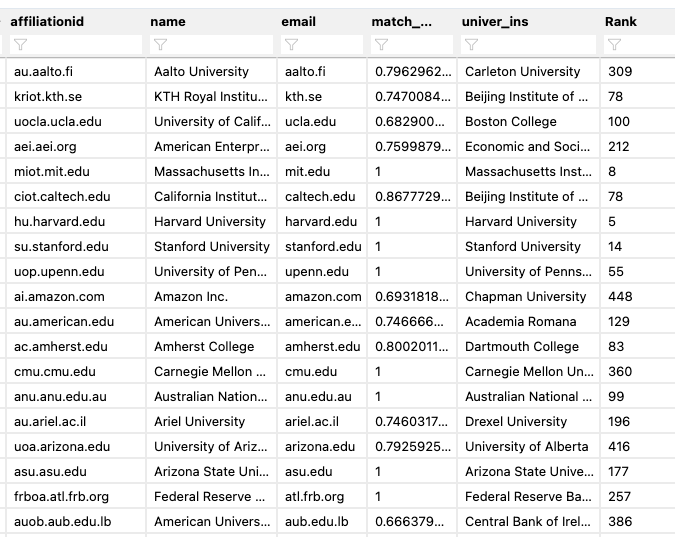 affiliationid name email match_... univer_ins Rank
au.aalto.fi Aalto University aalto.fi 0.7962962... Carleton University 309
kriot.kth.se KTH Royal Institu... kth.se 0.7470084... Beijing Institute of ... 78
uocla.ucla.edu University of Calif... ucla.edu 0.682900... Boston College 100
aei.aei.org American Enterpr... aei.org 0.7599879... Economic and Soci... 212
miot.mit.edu Massachusetts In... mit.edu 1 Massachusetts Inst... 8
ciot.caltech.edu California Institut... caltech.edu 0.8677729... Beijing Institute of ... 78
hu.harvard.edu Harvard University harvard.edu 1 Harvard University 5
su.stanford.edu Stanford University stanford.edu 1 Stanford University 14
uop.upenn.edu University of Pen... upenn.edu 1 University of Penns... 55
ai.amazon.com Amazon Inc. amazon.com 0.6931818... Chapman University 448
au.american.edu American Univers... american.e... 0.746666... Academia Romana 129
ac.amherst.edu Amherst College amherst.edu 0.8002011... Dartmouth College 83
cmu.cmu.edu Carnegie Mellon ... cmu.edu 1 Carnegie Mellon Un... 360
anu.anu.edu.au Australian Nation... anu.edu.au 1 Australian National ... 99
au.ariel.ac.il Ariel University ariel.ac.il 0.7460317... Drexel University 196
uoa.arizona.edu University of Ariz... arizona.edu 0.7925925... University of Alberta 416
asu.asu.edu Arizona State Uni... asu.edu 1 Arizona State Unive... 177
frboa.atl.frb.org Federal Reserve ... atl.frb.org 1 Federal Reserve Ba... 257
auob.aub.edu.lb American Univers... aub.edu.lb 0.666379... Central Bank of Irel... 386